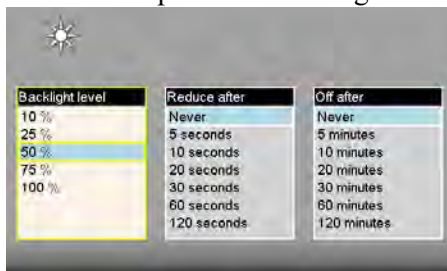 Backlight level
10 %
25 %
50 %
75 %
100 %
Reduce after
Never
5 seconds
10 seconds
20 seconds
30 seconds
60 seconds
120 seconds
Off after
Never
5 minutes
10 minutes
20 minutes
30 minutes
60 minutes
120 minutes